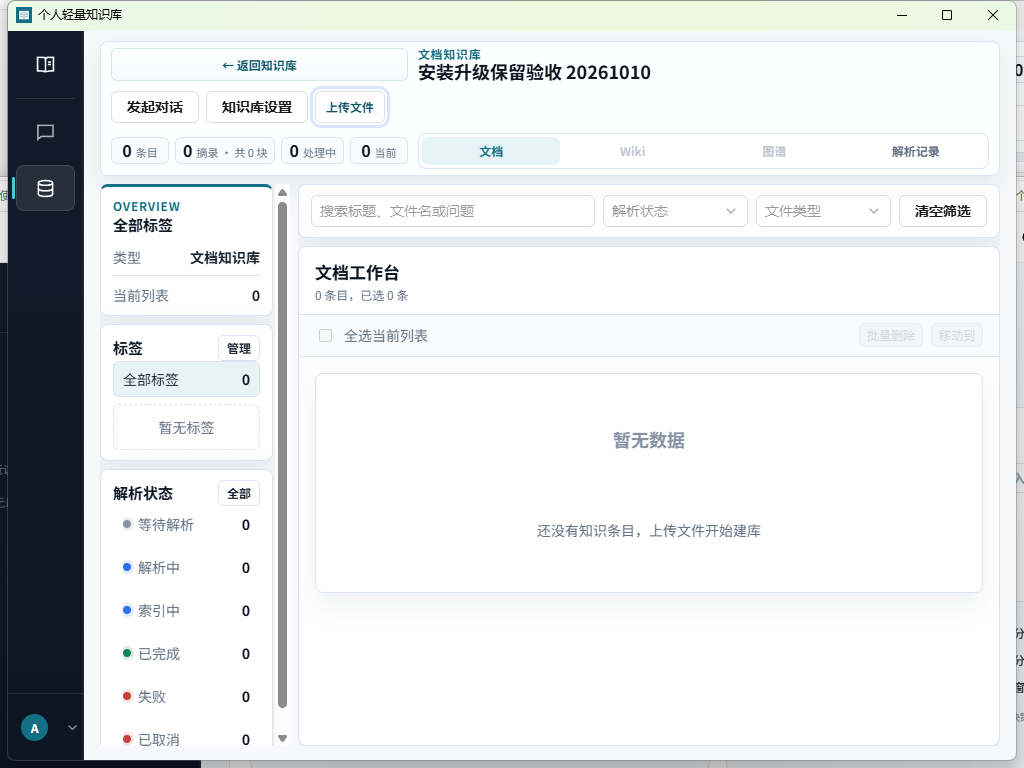 个人轻量知识库
← 返回知识库
文档知识库
安装升级保留验收 20261010
发起对话 知识库设置 上传文件
0 条目 0 摘录 · 共 0 块 0 处理中 0 当前
文档 Wiki 图谱 解析记录
OVERVIEW
全部标签
类型 文档知识库
当前列表 0
标签 管理
全部标签 0
暂无标签
解析状态 全部
等待解析 0
解析中 0
索引中 0
已完成 0
失败 0
已取消 0
搜索标题、文件名或问题 解析状态 文件类型 清空筛选
文档工作台
0 条目，已选 0 条
全选当前列表 批量删除 移动到
暂无数据
还没有知识条目，上传文件开始建库
A